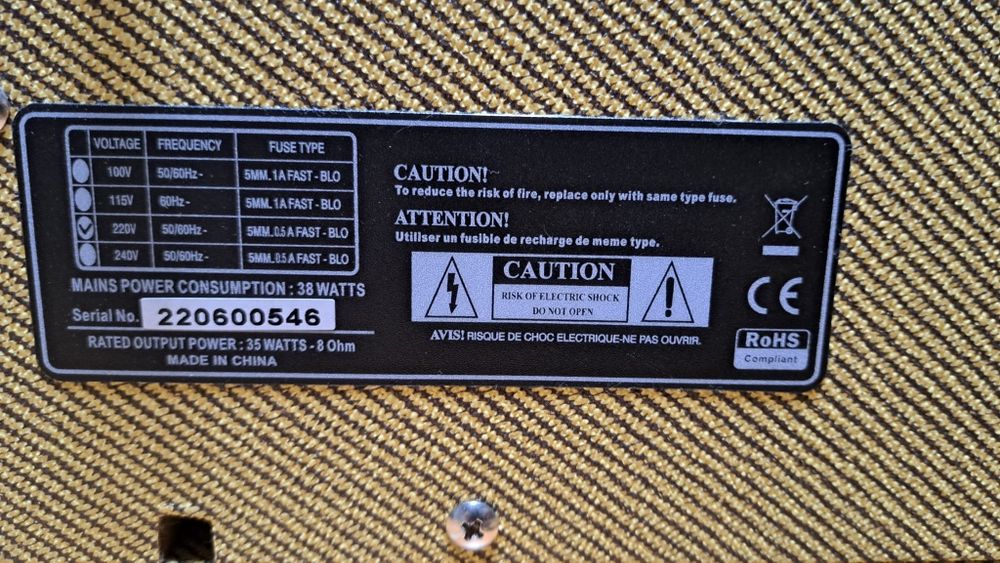 VOLTAGE FREQUENCY FUSE TYPE
100V 50/60Hz~ 5MM. 1A FAST - BLO
115V 60Hz~ 5MM. 1A FAST - BLO
220V 50/60Hz~ 5MM. 0.5 A FAST - BLO
240V 50/60Hz~ 5MM. 0.5 A FAST - BLO
MAINS POWER CONSUMPTION : 38 WATTS
Serial No. 220600546
RATED OUTPUT POWER : 35 WATTS - 8 Ohm
MADE IN CHINA
CAUTION!
To reduce the risk of fire, replace only with same type fuse.
ATTENTION!
Utiliser un fusible de recharge de meme type.
CAUTION
RISK OF ELECTRIC SHOCK
DO NOT OPEN
AVIS! RISQUE DE CHOC ELECTRIQUE-NE PAS OUVRIR.
CE
RoHS
Compliant